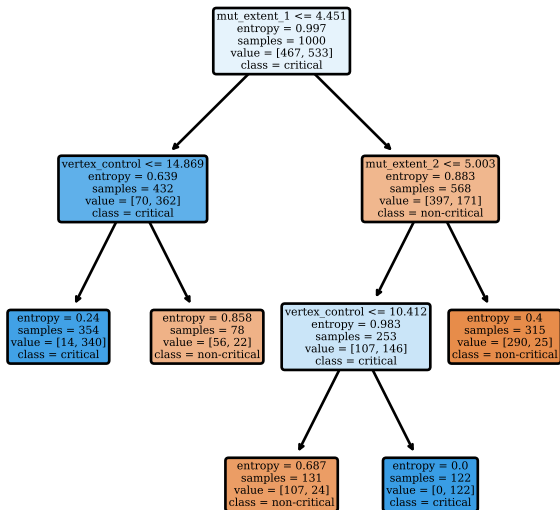 mut_extent_1 <= 4.451
entropy = 0.997
samples = 1000
value = [467, 533]
class = critical
vertex_control <= 14.869
entropy = 0.639
samples = 432
value = [70, 362]
class = critical
mut_extent_2 <= 5.003
entropy = 0.883
samples = 568
value = [397, 171]
class = non-critical
entropy = 0.24
samples = 354
value = [14, 340]
class = critical
entropy = 0.858
samples = 78
value = [56, 22]
class = non-critical
vertex_control <= 10.412
entropy = 0.983
samples = 253
value = [107, 146]
class = critical
entropy = 0.4
samples = 315
value = [290, 25]
class = non-critical
entropy = 0.687
samples = 131
value = [107, 24]
class = non-critical
entropy = 0.0
samples = 122
value = [0, 122]
class = critical